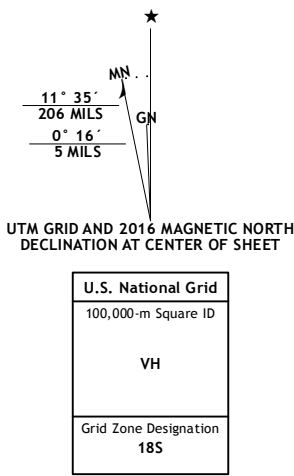 ★
MN
11° 35´
206 MILS
GN
0° 16´
5 MILS
UTM GRID AND 2016 MAGNETIC NORTH
DECLINATION AT CENTER OF SHEET
U.S. National Grid
100,000-m Square ID
VH
Grid Zone Designation
18S